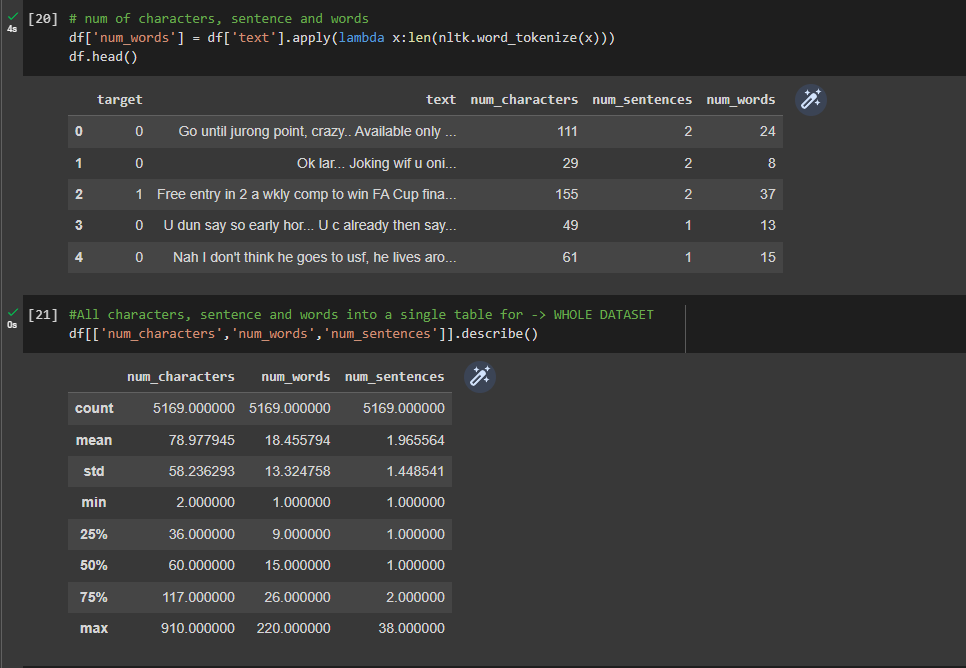 4s
[20] # num of characters, sentence and words
df['num_words'] = df['text'].apply(lambda x:len(nltk.word_tokenize(x)))
df.head()
target text num_characters num_sentences num_words
0 0 Go until jurong point, crazy.. Available only ... 111 2 24
1 0 Ok lar... Joking wif u oni... 29 2 8
2 1 Free entry in 2 a wkly comp to win FA Cup fina... 155 2 37
3 0 U dun say so early hor... U c already then say... 49 1 13
4 0 Nah I don't think he goes to usf, he lives aro... 61 1 15
0s
[21] #All characters, sentence and words into a single table for -> WHOLE DATASET
df[['num_characters','num_words','num_sentences']].describe()
num_characters num_words num_sentences
count 5169.000000 5169.000000 5169.000000
mean 78.977945 18.455794 1.965564
std 58.236293 13.324758 1.448541
min 2.000000 1.000000 1.000000
25% 36.000000 9.000000 1.000000
50% 60.000000 15.000000 1.000000
75% 117.000000 26.000000 2.000000
max 910.000000 220.000000 38.000000